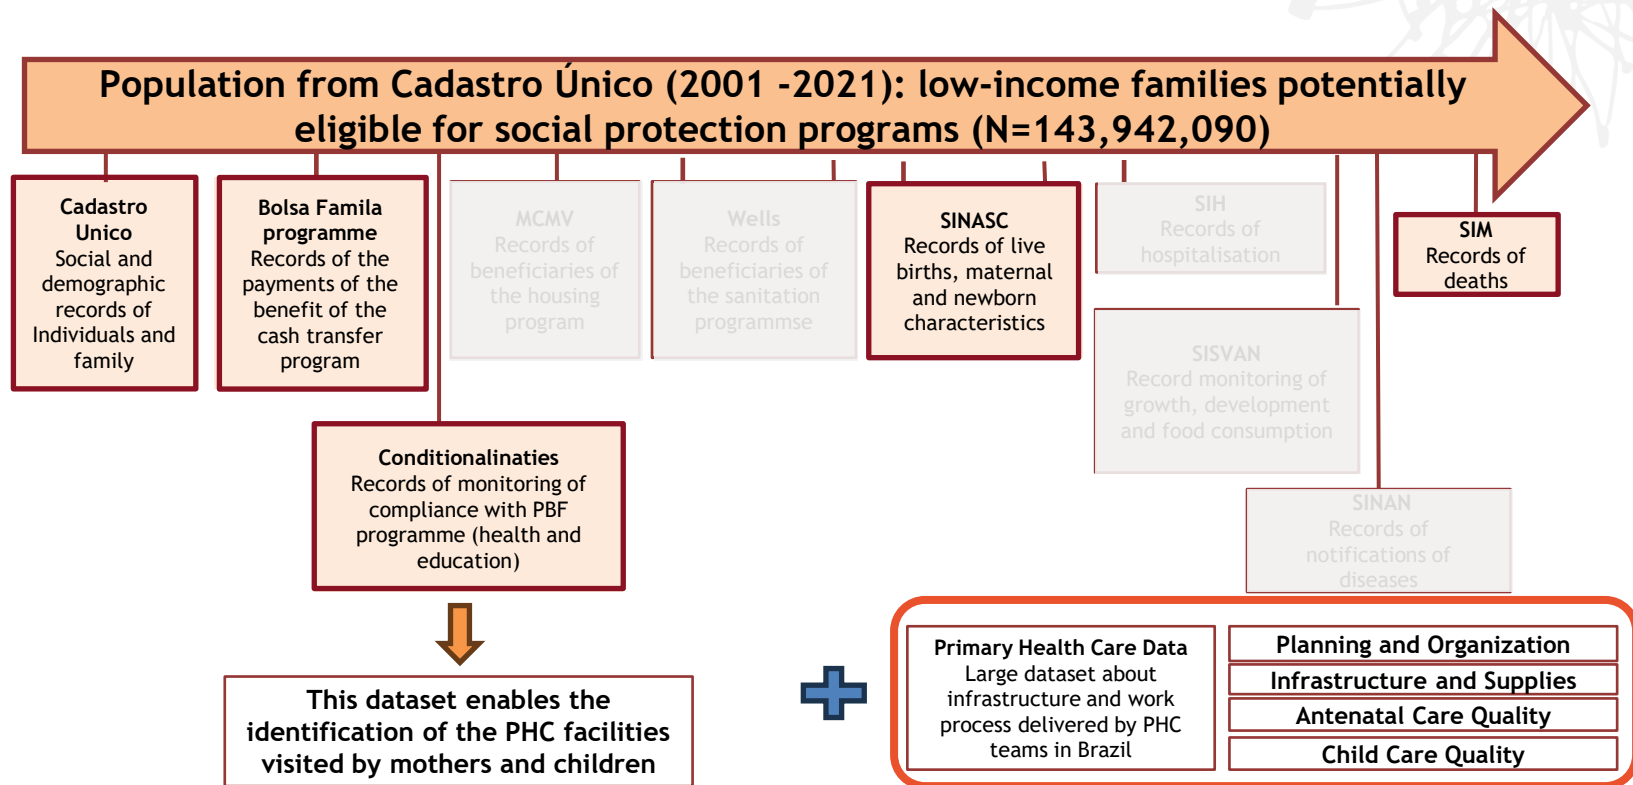 Population from Cadastro Único (2001 -2021): low-income families potentially
eligible for social protection programs (N=143,942,090)
Cadastro
Unico
Social and
demographic
records of
Individuals and
family
Bolsa Famila
programme
Records of the
payments of the
benefit of the
cash transfer
program
MCMV
Records of
beneficiaries of
the housing
program
Wells
Records of
beneficiaries of
the sanitation
programmse
SINASC
Records of live
births, maternal
and newborn
characteristics
SIH
Records of
hospitalisation
SIM
Records of
deaths
SISVAN
Record monitoring of
growth, development
and food consumption
Conditionalinaties
Records of monitoring of
compliance with PBF
programme (health and
education)
SINAN
Records of
notifications of
diseases
This dataset enables the
identification of the PHC facilities
visited by mothers and children
Primary Health Care Data
Large dataset about
infrastructure and work
process delivered by PHC
teams in Brazil
Planning and Organization
Infrastructure and Supplies
Antenatal Care Quality
Child Care Quality